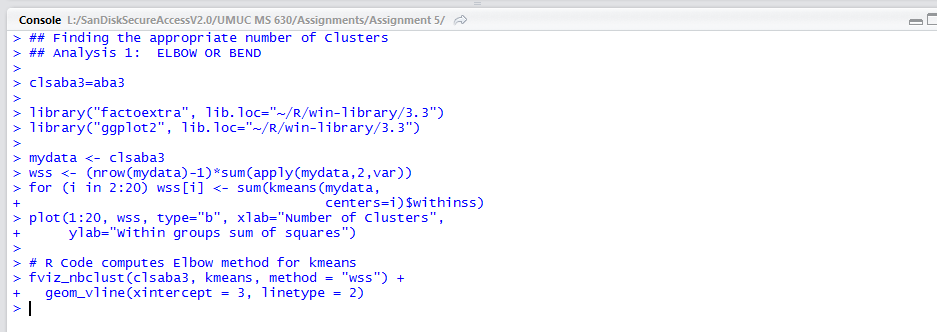 Console L:/SanDiskSecureAccessV2.0/UMUC MS 630/Assignments/Assignment 5/
> ## Finding the appropriate number of Clusters
> ## Analysis 1:  ELBOW OR BEND
>
> clsaba3=aba3
>
> library("factoextra", lib.loc="~/R/win-library/3.3")
> library("ggplot2", lib.loc="~/R/win-library/3.3")
>
> mydata <- clsaba3
> wss <- (nrow(mydata)-1)*sum(apply(mydata,2,var))
> for (i in 2:20) wss[i] <- sum(kmeans(mydata,
+                                      centers=i)$withinss)
> plot(1:20, wss, type="b", xlab="Number of Clusters",
+      ylab="Within groups sum of squares")
>
> # R Code computes Elbow method for kmeans
> fviz_nbclust(clsaba3, kmeans, method = "wss") +
+   geom_vline(xintercept = 3, linetype = 2)
>